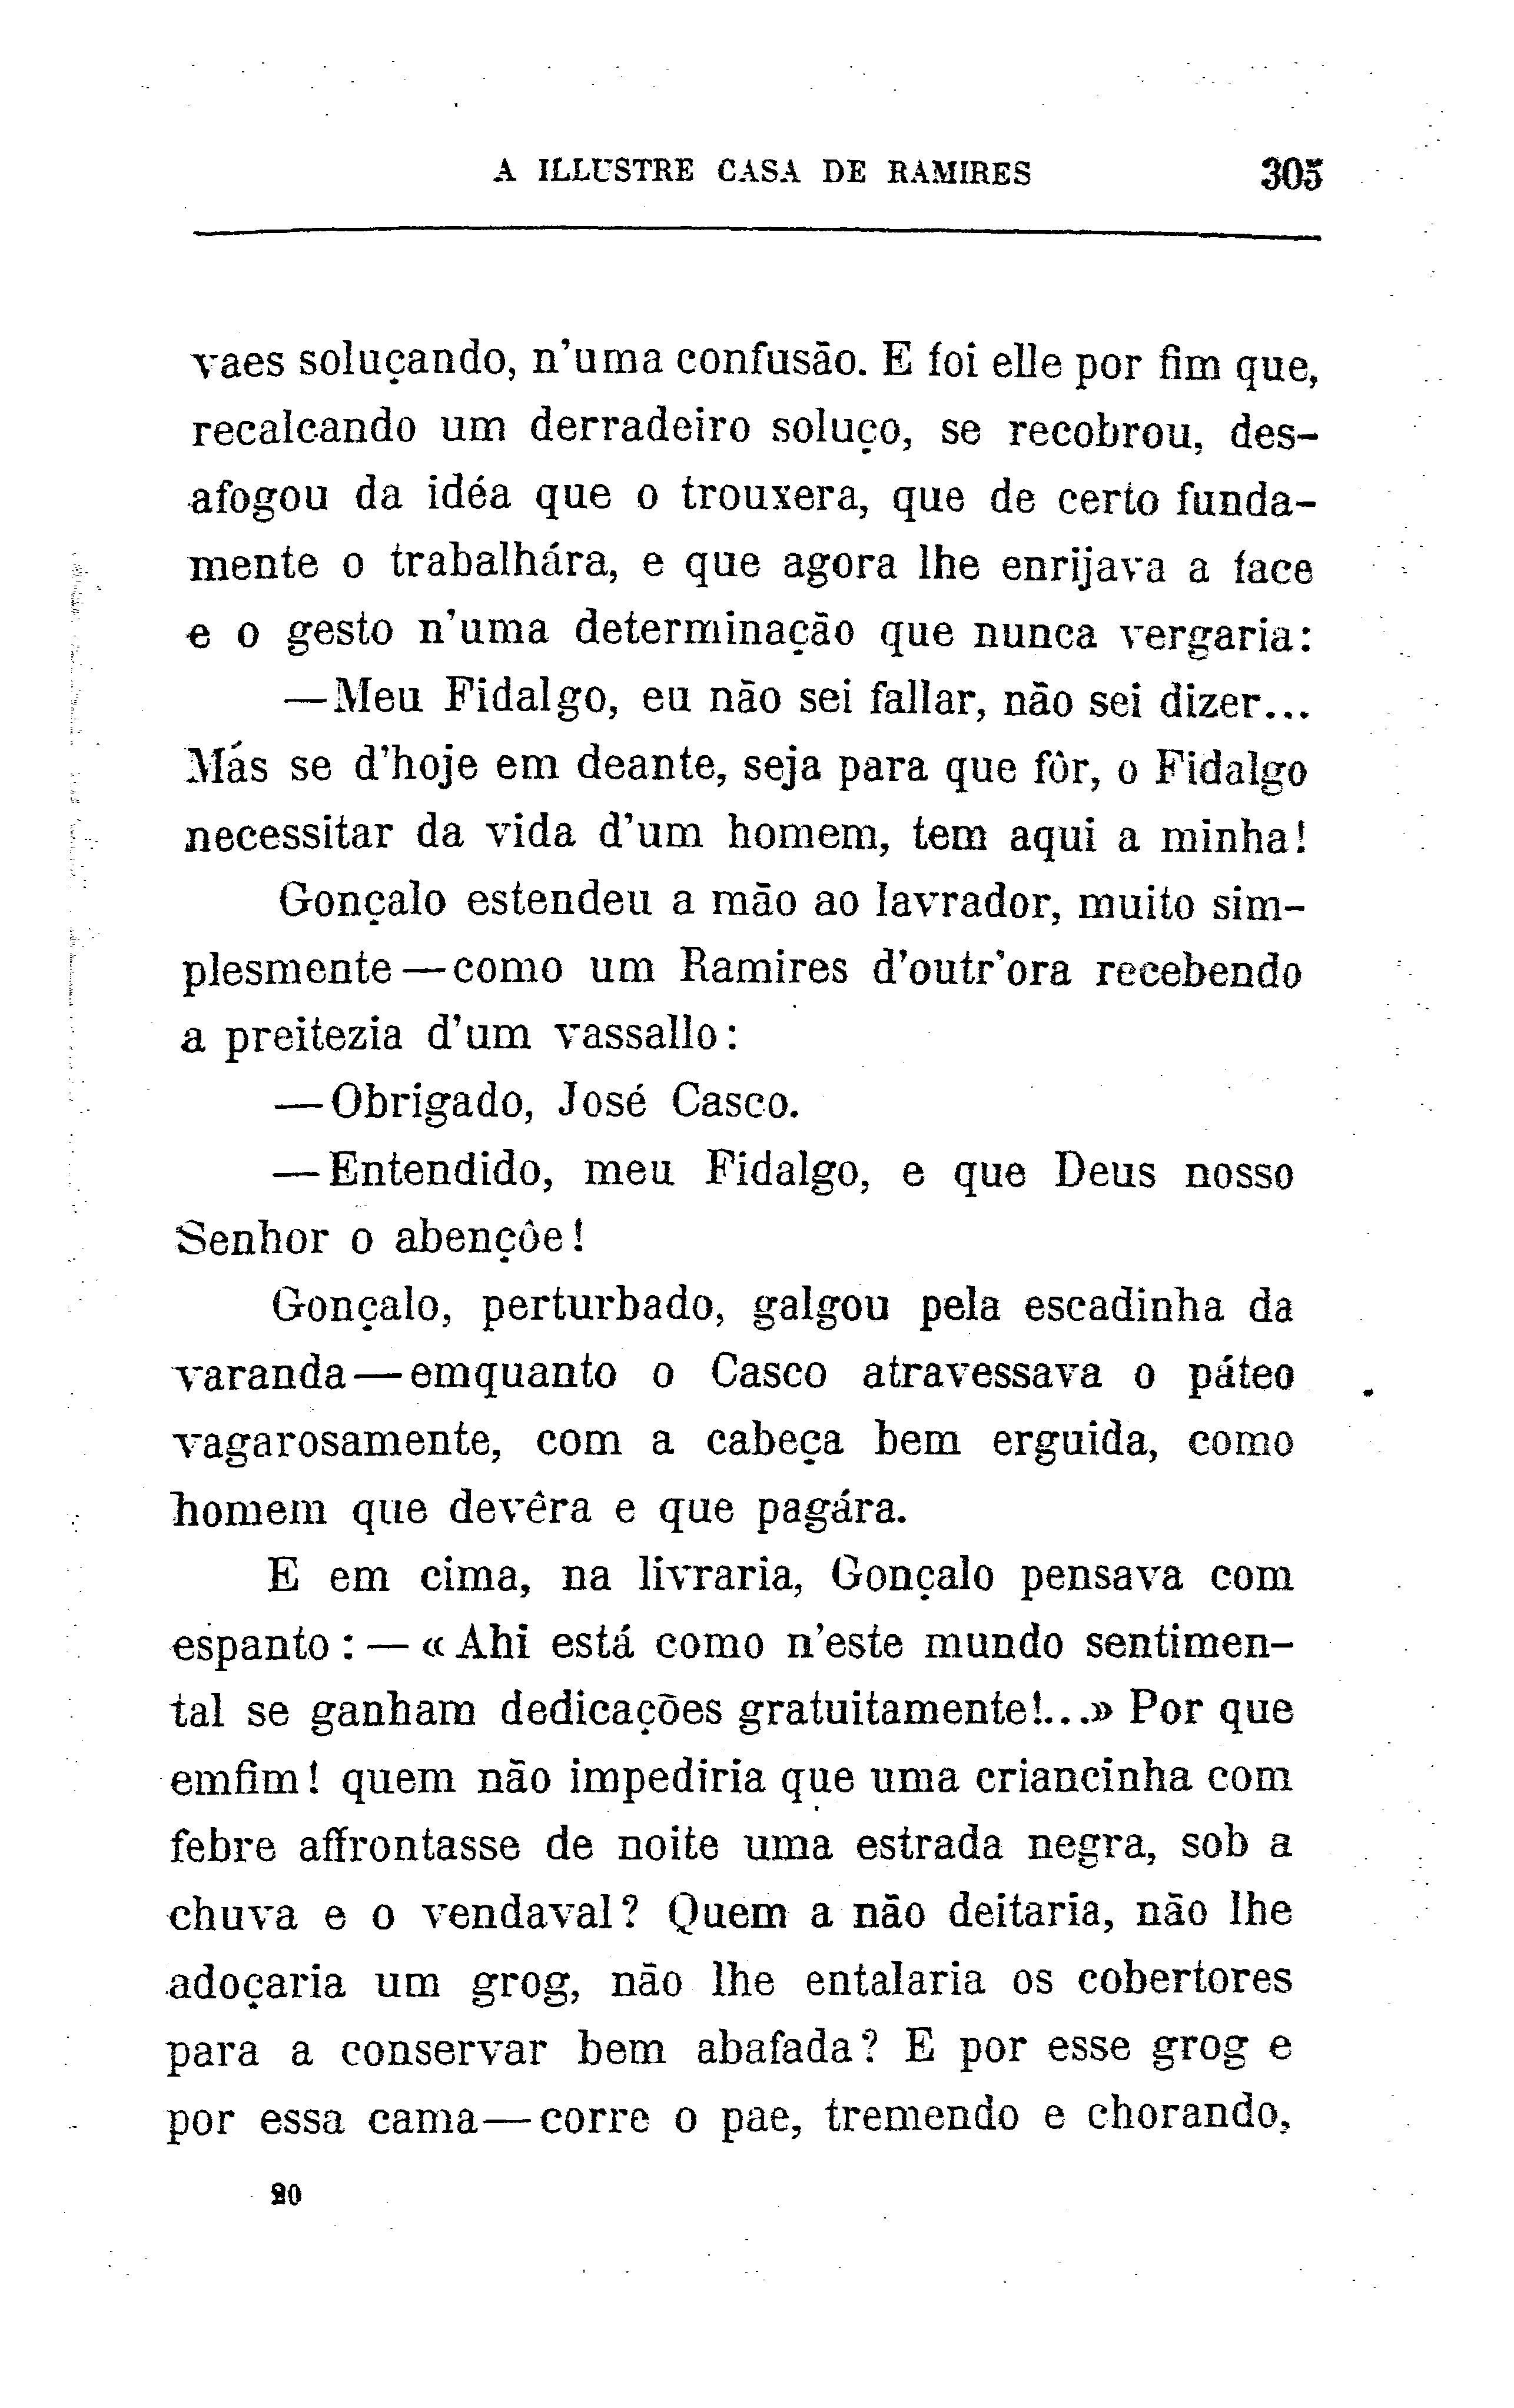 A ILLUSTRE CASA DE RAMIRES 305
vaes soluçando, n'uma confusão. E foi elle por fim que,
recalcando um derradeiro soluço, se recobrou, des-
afogou da idéa que o trouxera, que de certo funda-
mente o trabalhára, e que agora lhe enrijava a face
e o gesto n'uma determinação que nunca vergaria:
—Meu Fidalgo, eu não sei fallar, não sei dizer...
Más se d'hoje em deante, seja para que fôr, o Fidalgo
necessitar da vida d'um homem, tem aqui a minha!
Gonçalo estendeu a mão ao lavrador, muito sim-
plesmente—como um Ramires d'outr'ora recebendo
a preitezia d'um vassallo:
—Obrigado, José Casco.
—Entendido, meu Fidalgo, e que Deus nosso
Senhor o abençôe!
Gonçalo, perturbado, galgou pela escadinha da
varanda—emquanto o Casco atravessava o páteo
vagarosamente, com a cabeça bem erguida, como
homem que devêra e que pagára.
E em cima, na livraria, Gonçalo pensava com
espanto: — «Ahi está como n'este mundo sentimen-
tal se ganham dedicações gratuitamente!...» Por que
emfim! quem não impediria que uma criancinha com
febre affrontasse de noite uma estrada negra, sob a
chuva e o vendaval? Quem a não deitaria, não lhe
adoçaria um grog, não lhe entalaria os cobertores
para a conservar bem abafada? E por esse grog e
por essa cama—corre o pae, tremendo e chorando,
20